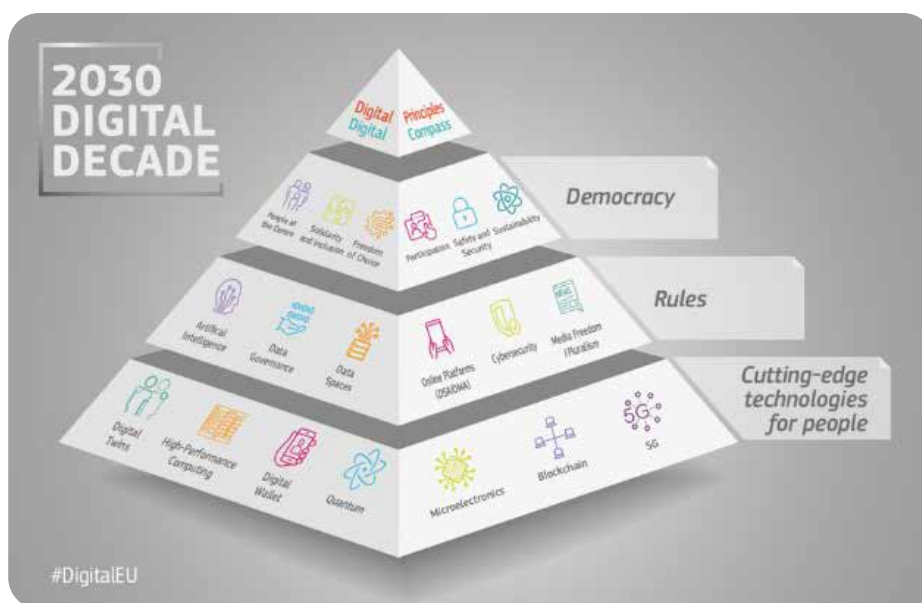 2030
DIGITAL
DECADE
Digital
Digital
Principles
Compass
People at
the Centre
Solidarity
and Inclusion
Freedom
of Choice
Participation
Safety and
Security
Sustainability
Democracy
Artificial
Intelligence
Data
Governance
Data
Spaces
Online Platforms
(DSA/DMA)
Cybersecurity
NEWS
Media Freedom
/ Pluralism
Rules
Digital
Twins
High-Performance
Computing
Digital
Wallet
Quantum
Microelectronics
Blockchain
5G
5G
Cutting-edge
technologies
for people
#DigitalEU